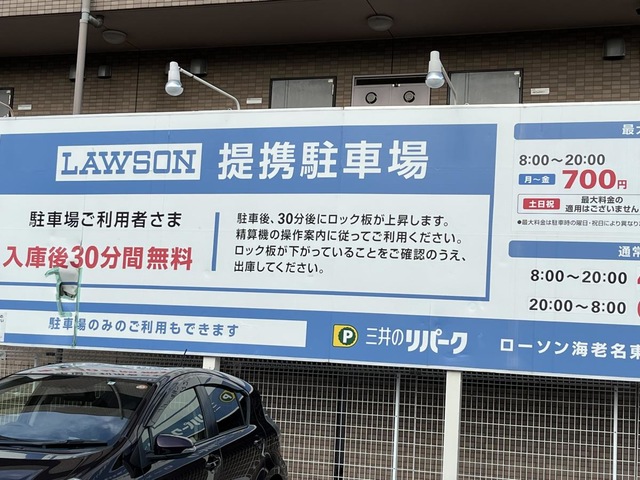 LAWSON 提携駐車場
駐車場ご利用者さま
入庫後30分間無料
駐車後、30分後にロック板が上昇します。
精算機の操作案内に従ってご利用ください。
ロック板が下がっていることをご確認のうえ、
出庫してください。
駐車場のみのご利用もできます
P 三井のリパーク
ローソン海老名東
最大
8:00〜20:00
月〜金 700円
土日祝 最大料金の
適用はございません
●最大料金は駐車時の曜日・祝日により異なり
通常
8:00〜20:00
20:00〜8:00